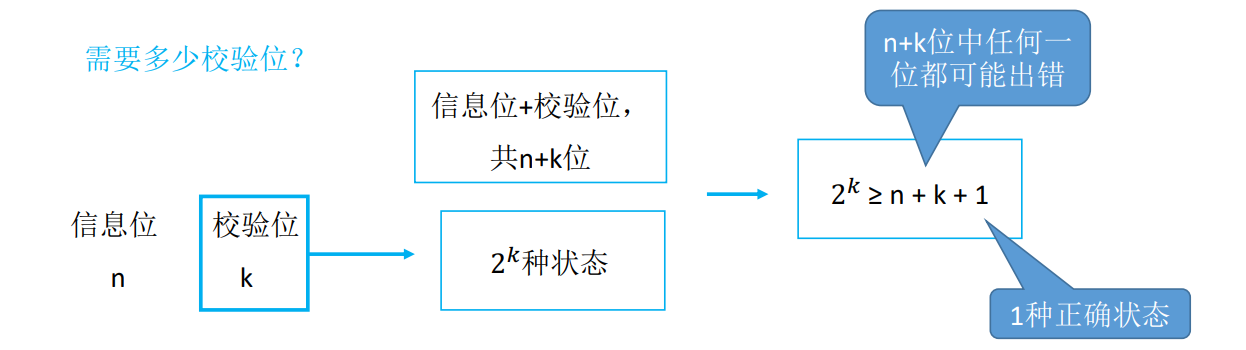 需要多少校验位？
n+k位中任何一
位都可能出错
信息位+校验位，
共n+k位
2^k ≥ n + k + 1
信息位
校验位
n
k
2^k种状态
1种正确状态